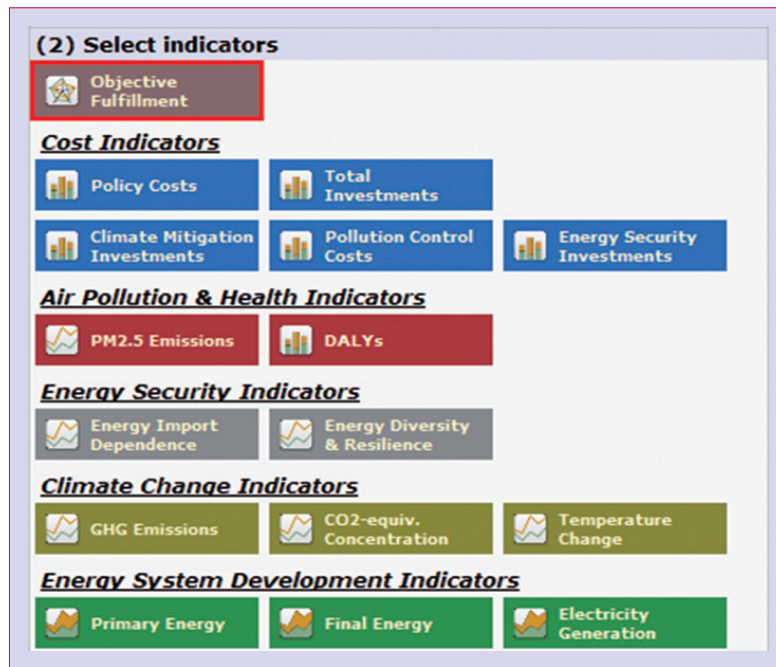 (2) Select indicators
Objective
Fulfillment
Cost Indicators
Policy Costs
Total
Investments
Climate Mitigation
Investments
Pollution Control
Costs
Energy Security
Investments
Air Pollution & Health Indicators
PM2.5 Emissions
DALYs
Energy Security Indicators
Energy Import
Dependence
Energy Diversity
& Resilience
Climate Change Indicators
GHG Emissions
CO2-equiv.
Concentration
Temperature
Change
Energy System Development Indicators
Primary Energy
Final Energy
Electricity
Generation